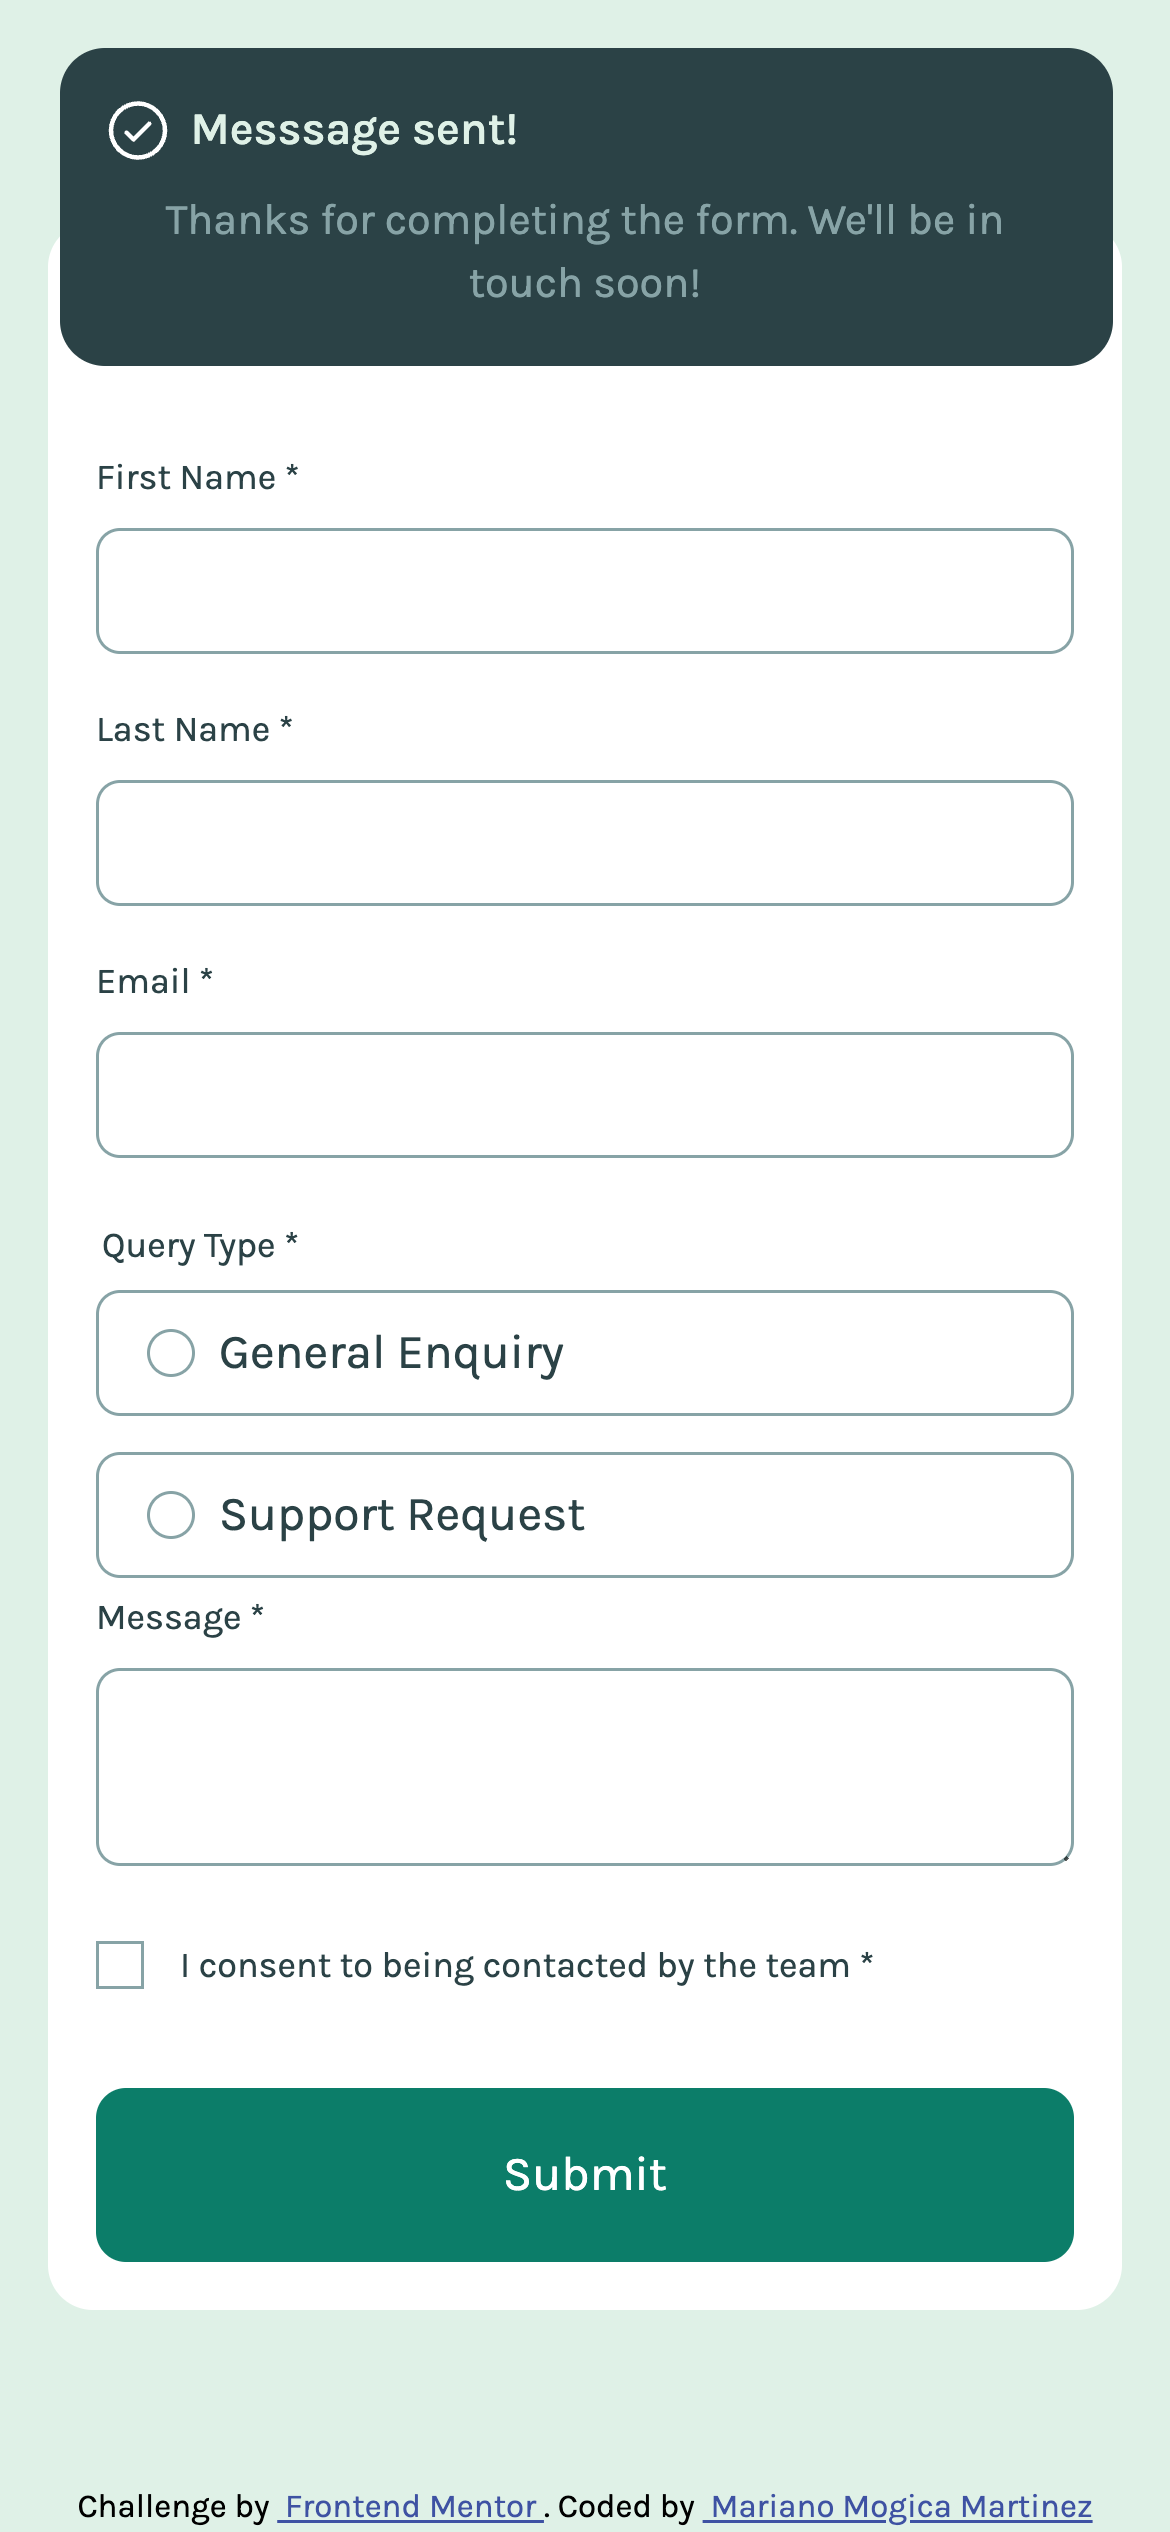 Messsage sent!
Thanks for completing the form. We'll be in
touch soon!
First Name *
Last Name *
Email *
Query Type *
General Enquiry
Support Request
Message *
I consent to being contacted by the team *
Submit
Challenge by Frontend Mentor . Coded by Mariano Mogica Martinez